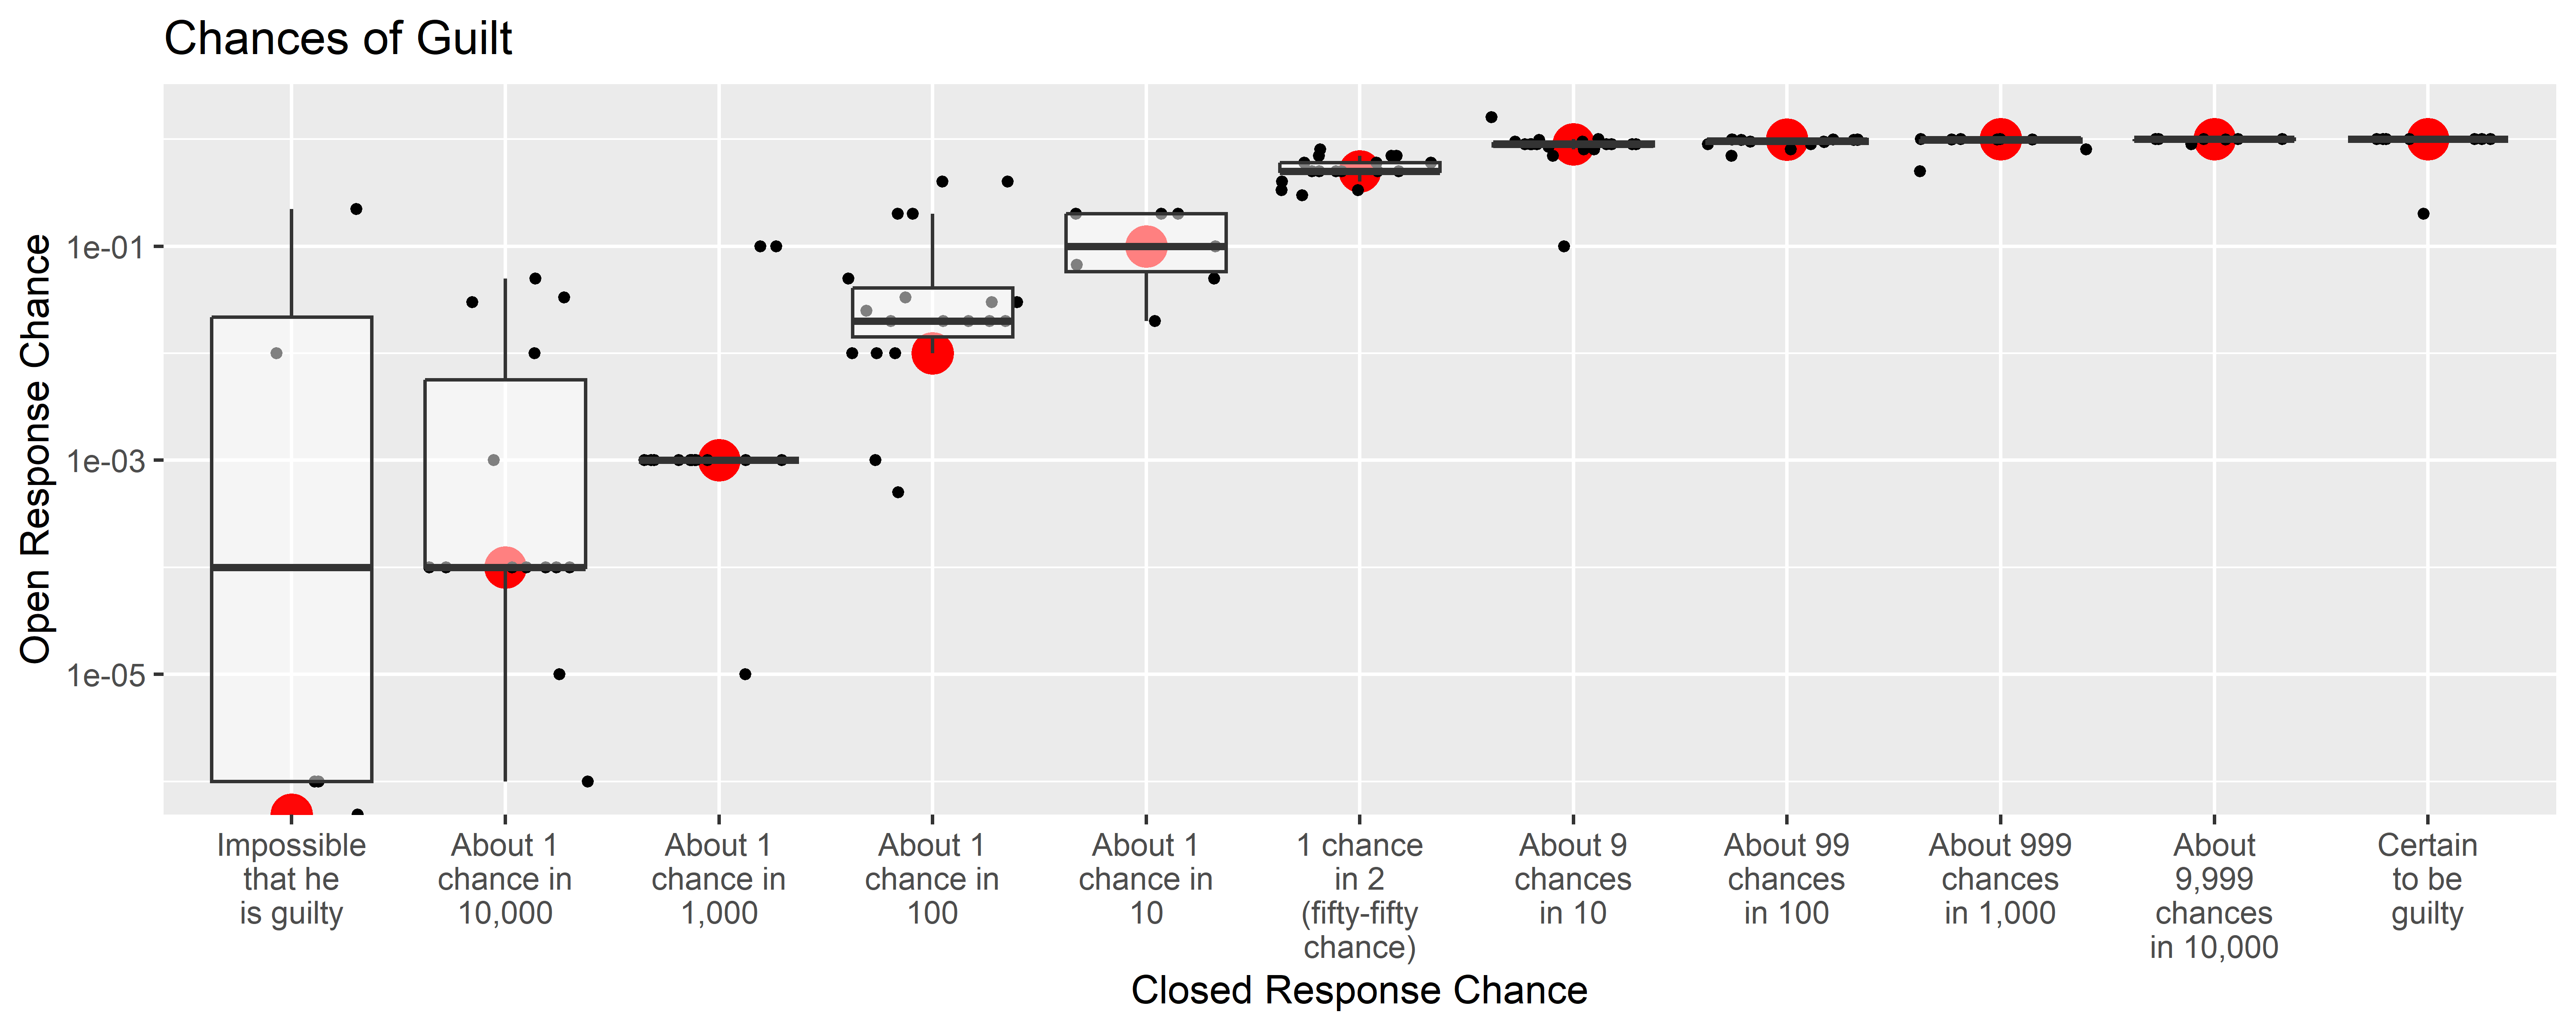 Chances of Guilt
Open Response Chance
1e-01
1e-03
1e-05
Impossible
that he
is guilty
About 1
chance in
10,000
About 1
chance in
1,000
About 1
chance in
100
About 1
chance in
10
1 chance
in 2
(fifty-fifty
chance)
About 9
chances
in 10
About 99
chances
in 100
About 999
chances
in 1,000
About
9,999
chances
in 10,000
Certain
to be
guilty
Closed Response Chance